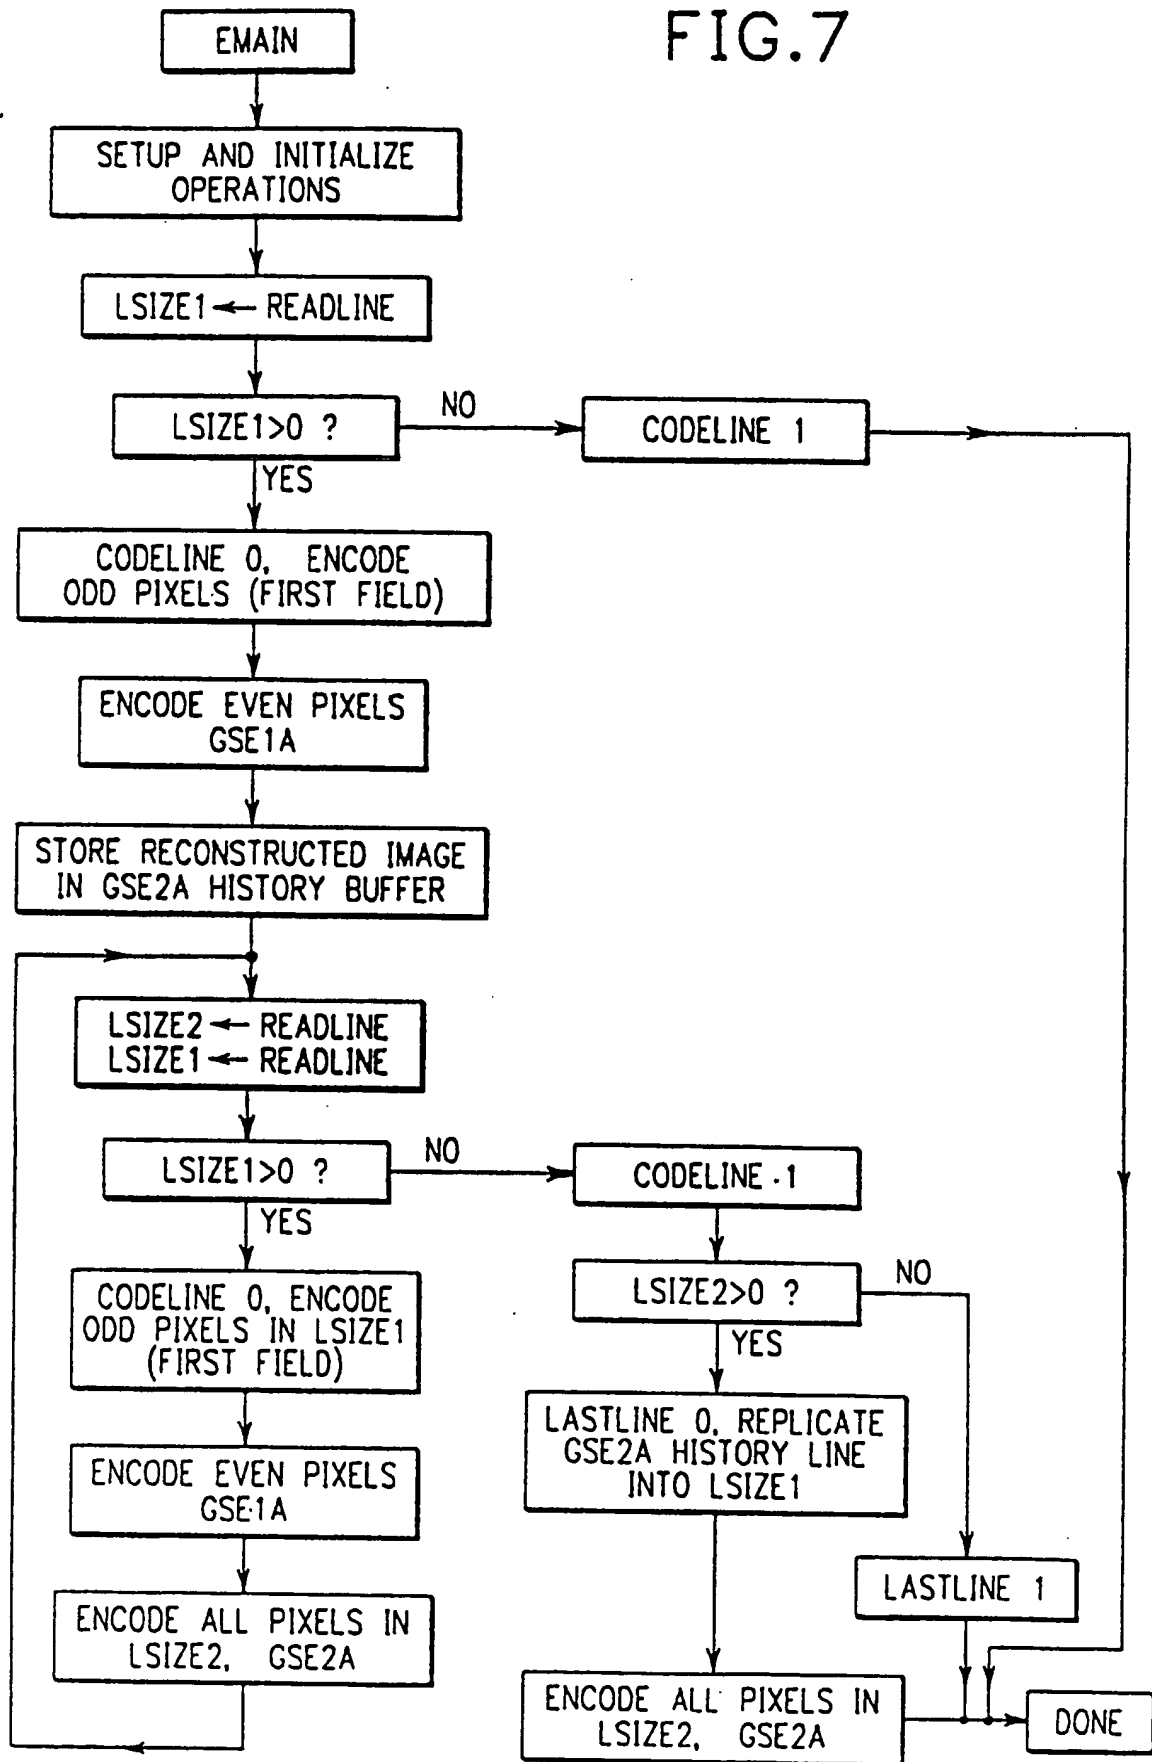 FIG.7
EMAIN
SETUP AND INITIALIZE
OPERATIONS
LSIZE1 ← READLINE
LSIZE1>0 ?
NO
CODELINE 1
YES
CODELINE 0, ENCODE
ODD PIXELS (FIRST FIELD)
ENCODE EVEN PIXELS
GSE1A
STORE RECONSTRUCTED IMAGE
IN GSE2A HISTORY BUFFER
LSIZE2 ← READLINE
LSIZE1 ← READLINE
LSIZE1>0 ?
NO
CODELINE 1
YES
LSIZE2>0 ?
NO
YES
CODELINE 0, ENCODE
ODD PIXELS IN LSIZE1
(FIRST FIELD)
LASTLINE 0, REPLICATE
GSE2A HISTORY LINE
INTO LSIZE1
ENCODE EVEN PIXELS
GSE1A
LASTLINE 1
ENCODE ALL PIXELS IN
LSIZE2, GSE2A
ENCODE ALL PIXELS IN
LSIZE2, GSE2A
DONE